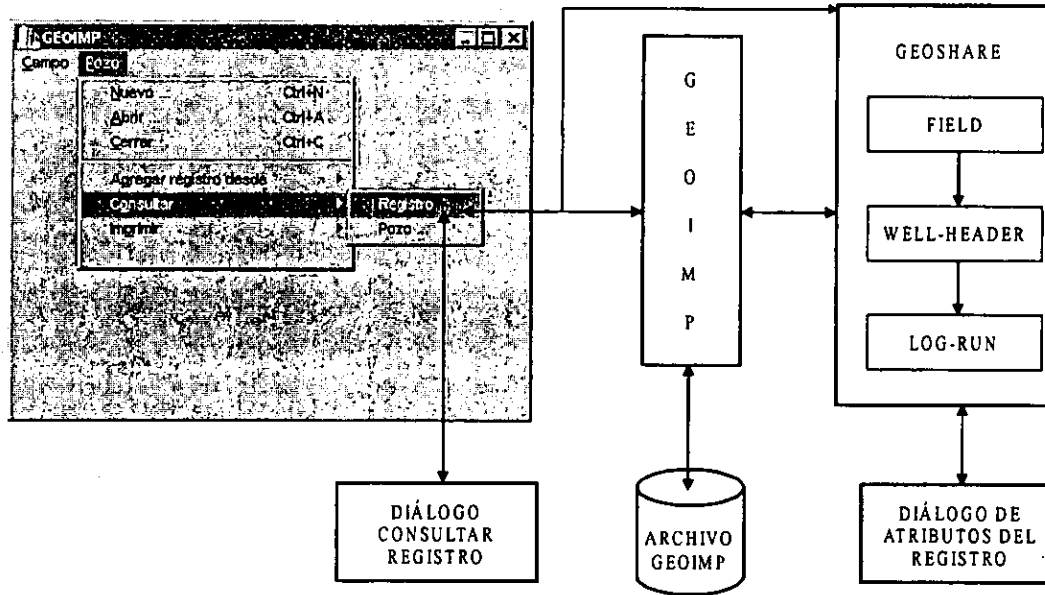 GEOIMP
Campo Pozo
Nuevo ... Ctrl+N
Abrir ... Ctrl+A
Cerrar Ctrl+C
Agregar registro desde
Consultar
Imprimir
Registro ...
Pozo ...
G
E
O
I
M
P
GEOSHARE
FIELD
WELL-HEADER
LOG-RUN
DIÁLOGO
CONSULTAR
REGISTRO
ARCHIVO
GEOIMP
DIÁLOGO DE
ATRIBUTOS DEL
REGISTRO